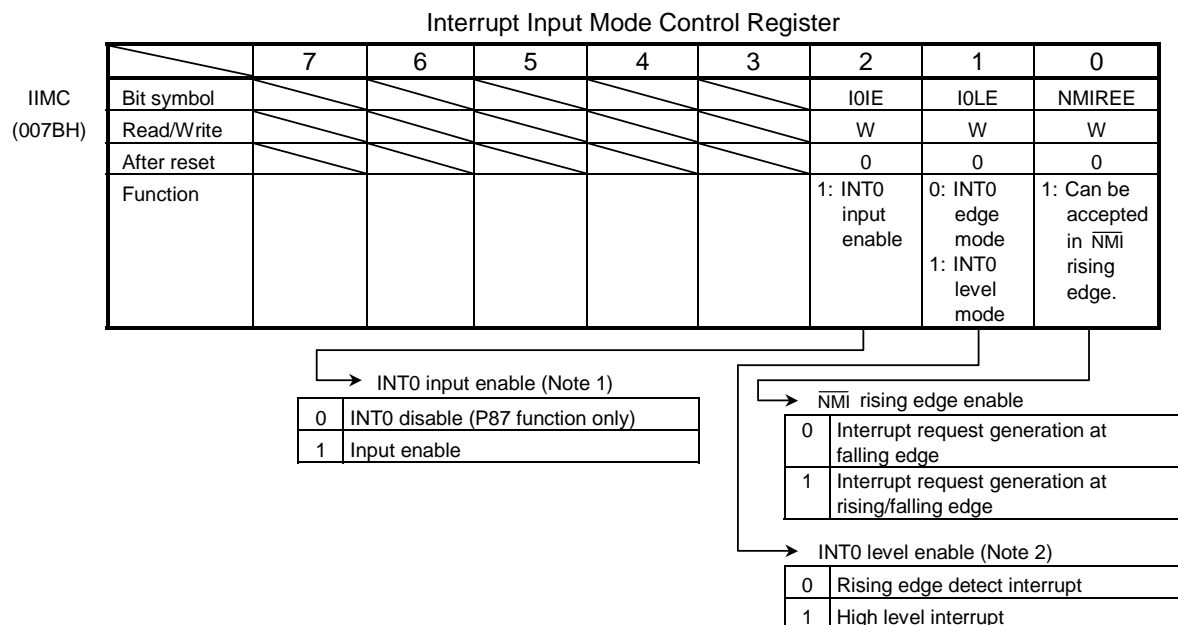 Interrupt Input Mode Control Register
7 6 5 4 3 2 1 0
IIMC
(007BH)
Bit symbol I0IE I0LE NMIREE
Read/Write W W W
After reset 0 0 0
Function
1: INT0
input
enable
0: INT0
edge
mode
1: INT0
level
mode
1: Can be
accepted
in NMI
rising
edge.
INT0 input enable (Note 1)
0 INT0 disable (P87 function only)
1 Input enable
NMI rising edge enable
0 Interrupt request generation at
falling edge
1 Interrupt request generation at
rising/falling edge
INT0 level enable (Note 2)
0 Rising edge detect interrupt
1 High level interrupt